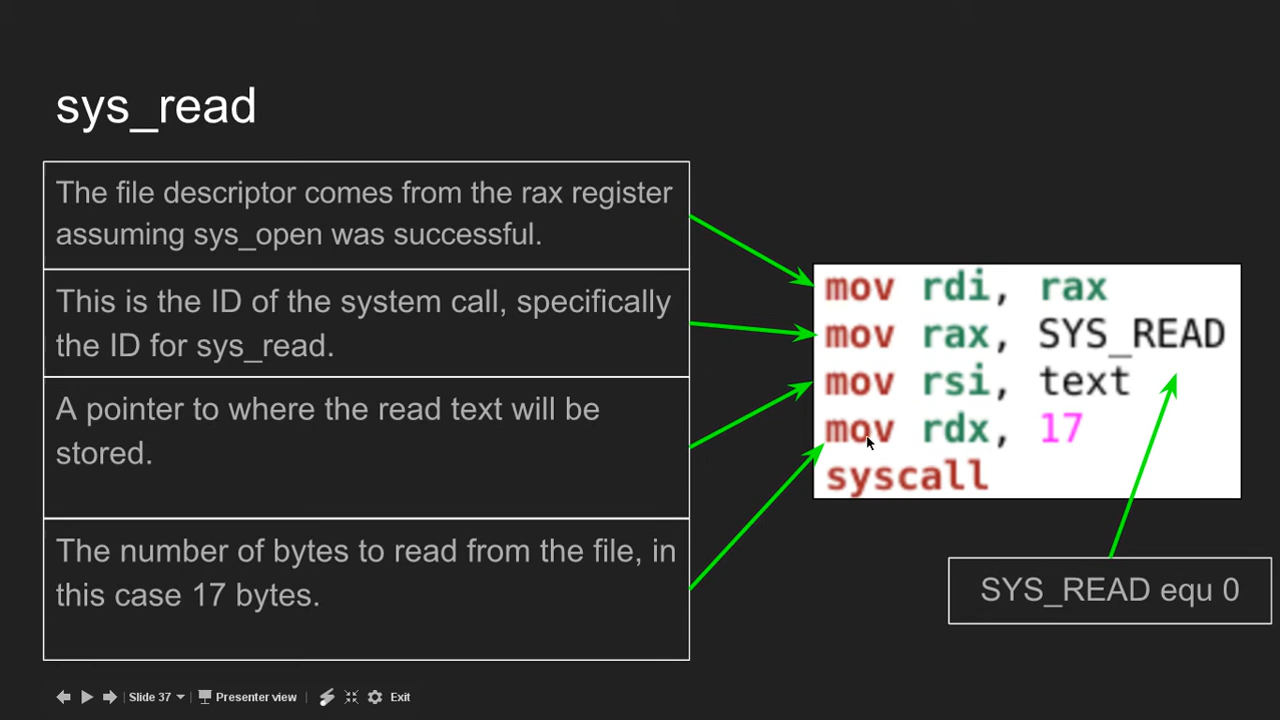 sys_read
The file descriptor comes from the rax register
assuming sys_open was successful.
This is the ID of the system call, specifically
the ID for sys_read.
A pointer to where the read text will be
stored.
The number of bytes to read from the file, in
this case 17 bytes.
mov rdi, rax
mov rax, SYS_READ
mov rsi, text
mov rdx, 17
syscall
SYS_READ equ 0
Slide 37
Presenter view
Exit